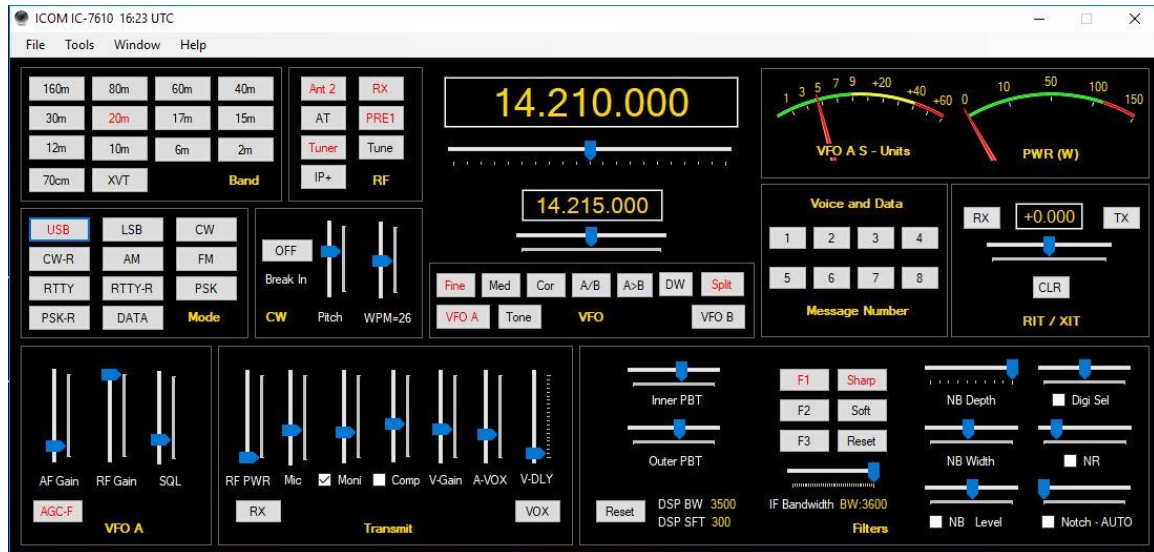 ICOM IC-7610 16:23 UTC
File Tools Window Help
160m 80m 60m 40m
30m 20m 17m 15m
12m 10m 6m 2m
70cm XVT Band
Ant 2 RX
AT PRE1
Tuner Tune
IP+ RF
14.210.000
14.215.000
1 3 5 7 9 +20 +40 +60
VFO A S - Units
0 10 50 100 150
PWR (W)
USB LSB CW
CW-R AM FM
RTTY RTTY-R PSK
PSK-R DATA Mode
OFF
Break In
CW Pitch WPM=26
Fine Med Cor A/B A>B DW Split
VFO A Tone VFO VFO B
Voice and Data
1 2 3 4
5 6 7 8
Message Number
RX +0.000 TX
CLR
RIT / XIT
AF Gain RF Gain SQL
AGC-F VFO A
RF PWR Mic Moni Comp V-Gain A-VOX V-DLY
RX Transmit VOX
Inner PBT
Outer PBT
Reset DSP BW 3500
DSP SFT 300
F1 Sharp
F2 Soft
F3 Reset
IF Bandwidth BW:3600
Filters
NB Depth Digi Sel
NB Width NR
NB Level Notch - AUTO